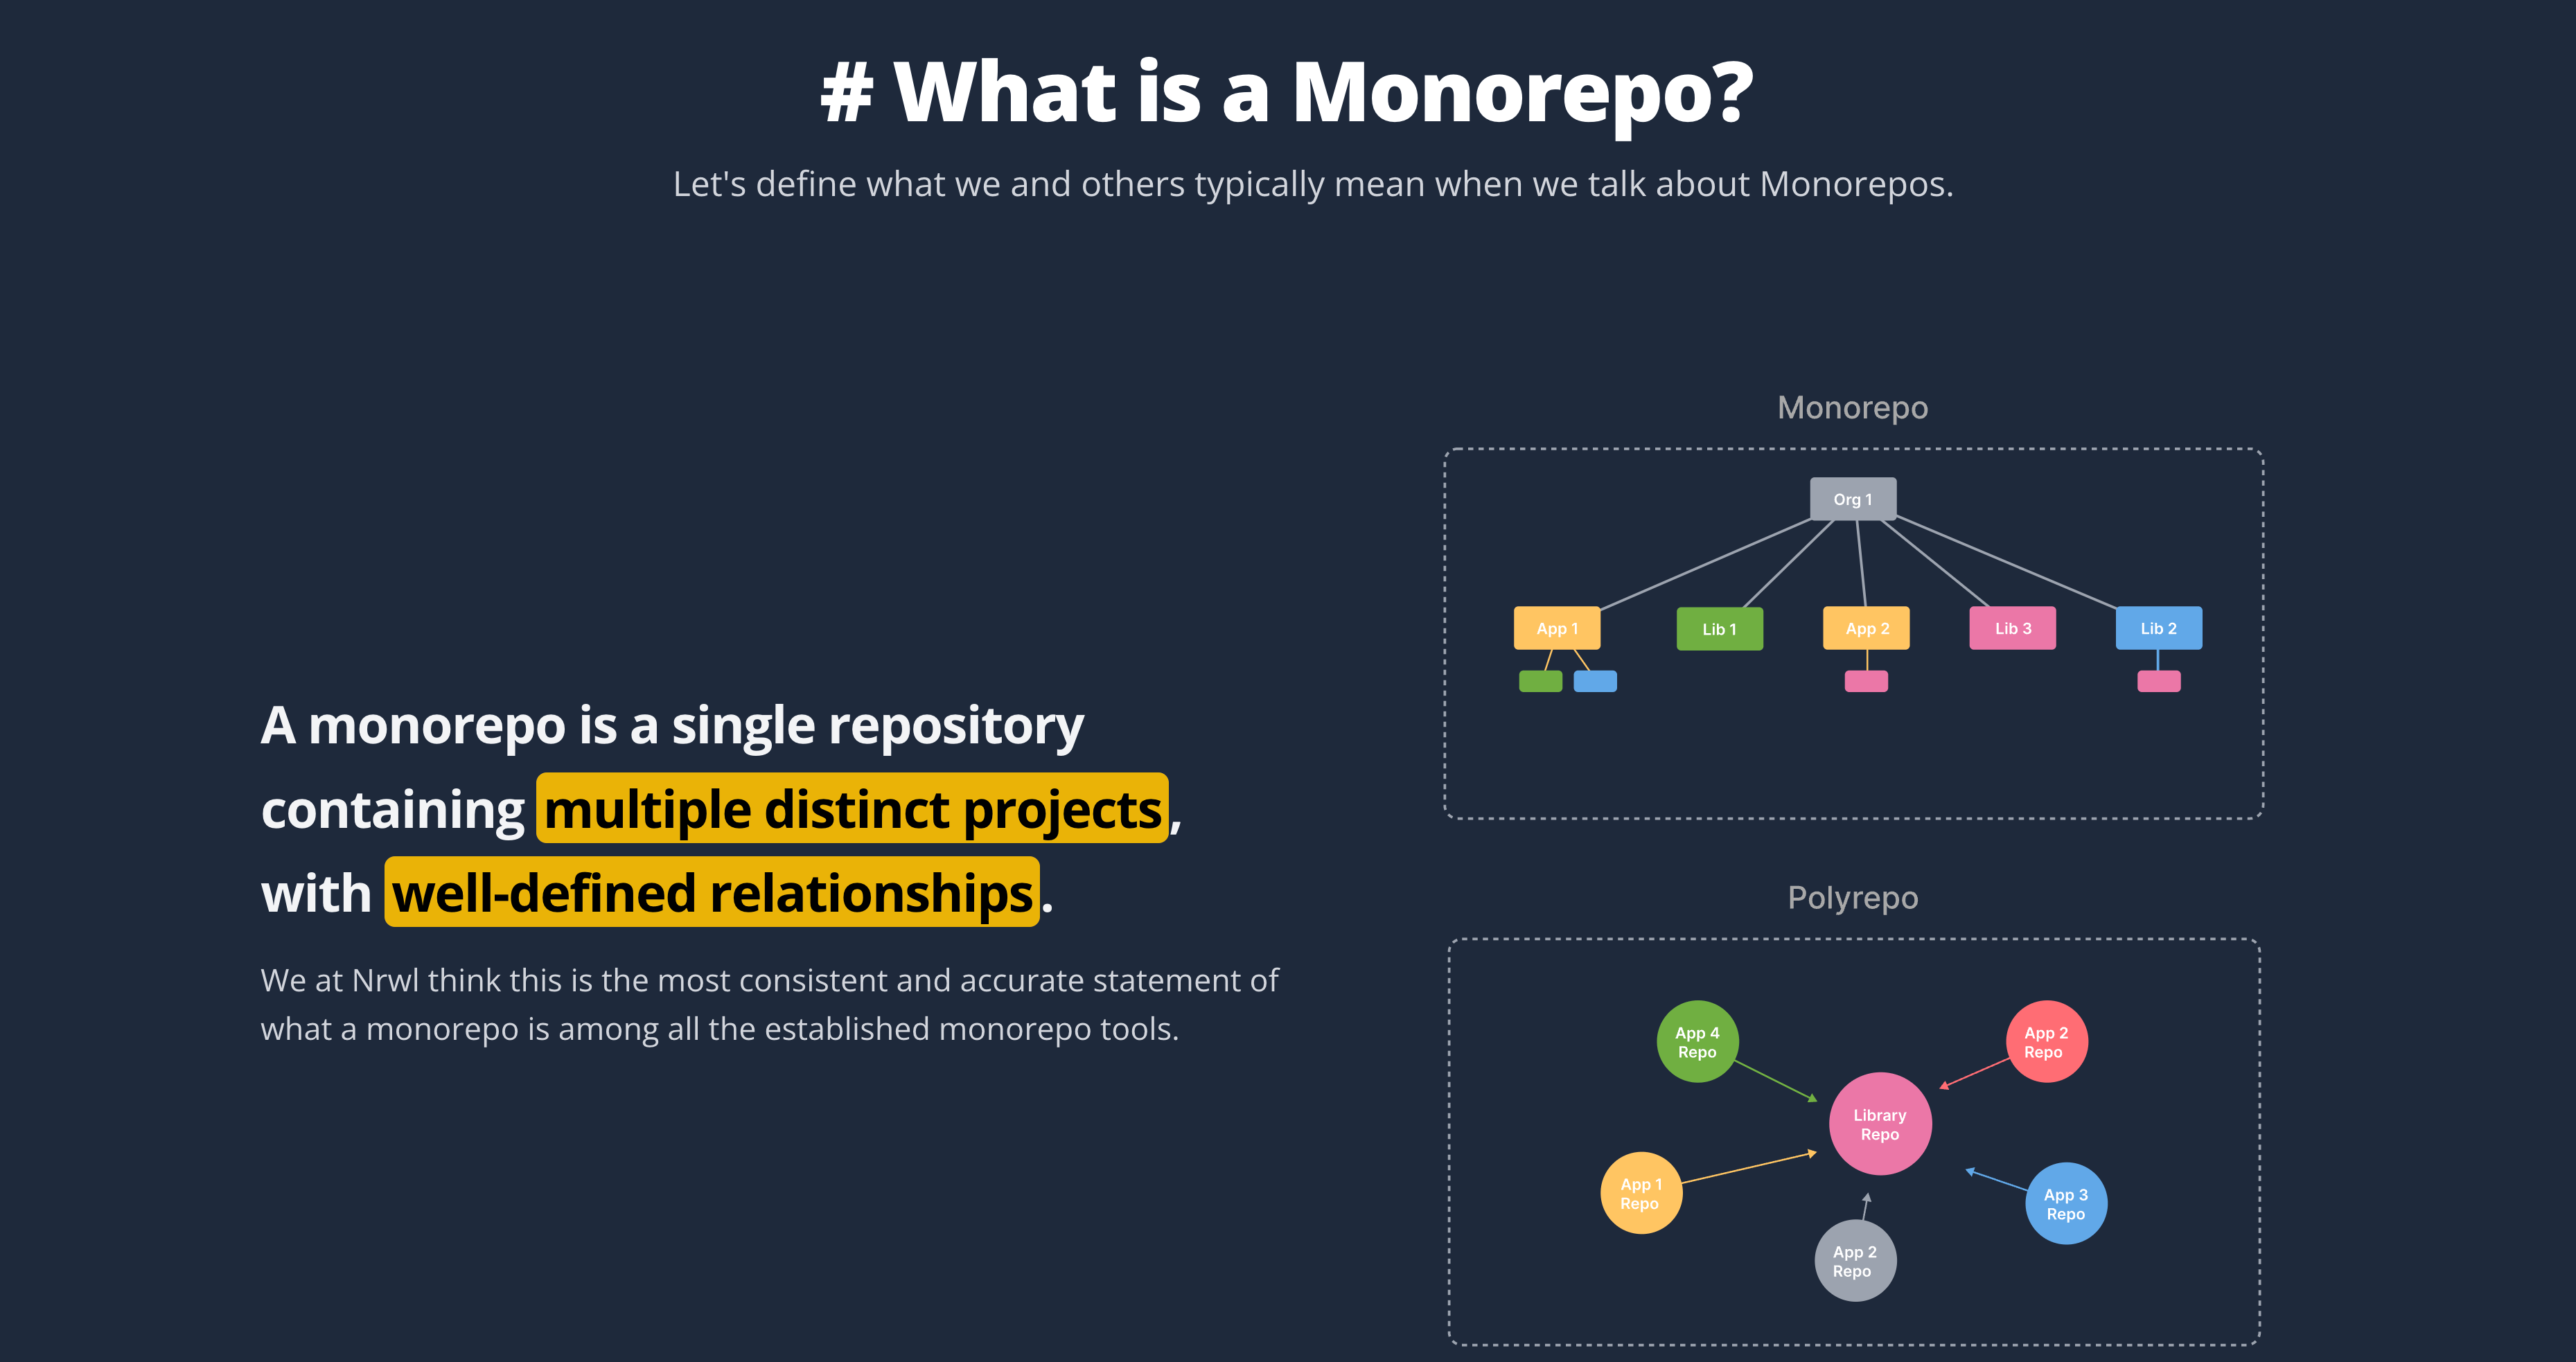 # What is a Monorepo?
Let's define what we and others typically mean when we talk about Monorepos.
A monorepo is a single repository
containing multiple distinct projects,
with well-defined relationships.
We at Nrwl think this is the most consistent and accurate statement of
what a monorepo is among all the established monorepo tools.
Monorepo
Org 1
App 1
Lib 1
App 2
Lib 3
Lib 2
Polyrepo
App 4
Repo
App 2
Repo
Library
Repo
App 1
Repo
App 3
Repo
App 2
Repo